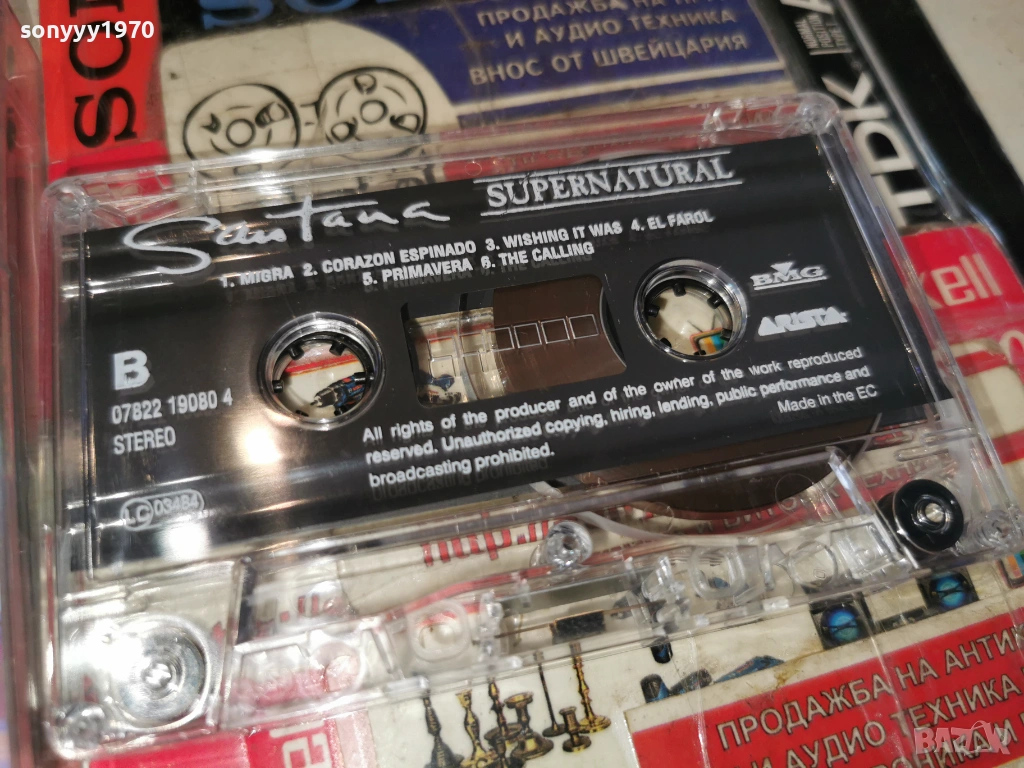 sonyyy1970
ПРОДАЖБА НА
И АУДИО ТЕХНИКА
ВНОС ОТ ШВЕЙЦАРИЯ
TDK
Santana SUPERNATURAL
1. MIGRA 2. CORAZON ESPINADO 3. WISHING IT WAS 4. EL FAROL
5. PRIMAVERA 6. THE CALLING
BMG
ARISTA
B
07822 19080 4
STEREO
All rights of the producer and of the owner of the work reproduced
reserved. Unauthorized copying, hiring, lending, public performance and
broadcasting prohibited.
Made in the EC
LC 03484
ПРОДАЖБА НА АНТИК
И АУДИО ТЕХНИКА
BAZAR